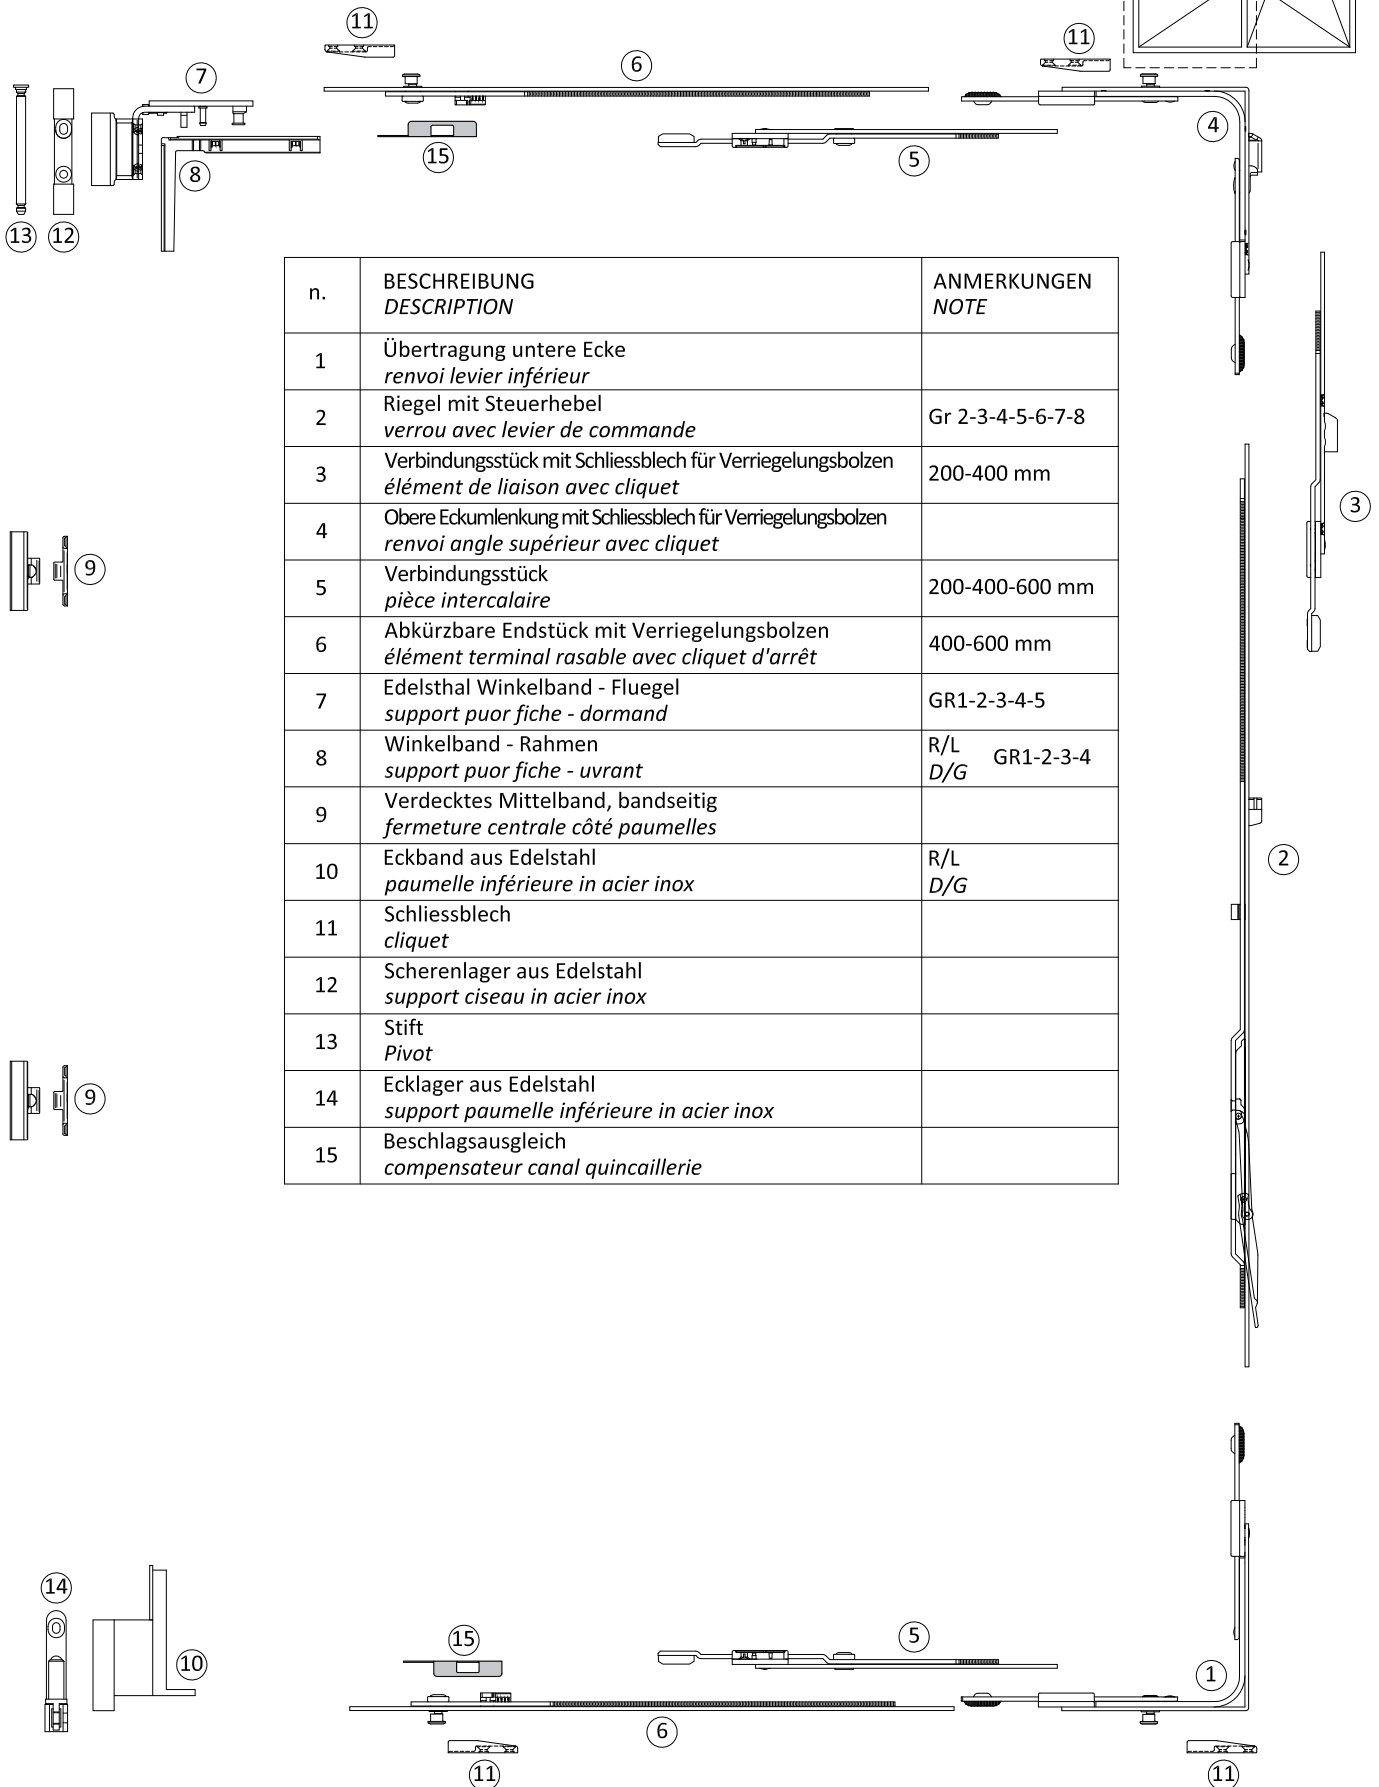 11
11
6
7
4
15
5
8
13
12
n.
BESCHREIBUNG
DESCRIPTION
ANMERKUNGEN
NOTE
1
Übertragung untere Ecke
renvoi levier inférieur
2
Riegel mit Steuerhebel
verrou avec levier de commande
Gr 2-3-4-5-6-7-8
3
Verbindungsstück mit Schliessblech für Verriegelungsbolzen
élément de liaison avec cliquet
200-400 mm
4
Obere Eckumlenkung mit Schliessblech für Verriegelungsbolzen
renvoi angle supérieur avec cliquet
5
Verbindungsstück
pièce intercalaire
200-400-600 mm
6
Abkürzbare Endstück mit Verriegelungsbolzen
élément terminal rasable avec cliquet d'arrêt
400-600 mm
7
Edelsthal Winkelband - Fluegel
support puor fiche - dormand
GR1-2-3-4-5
8
Winkelband - Rahmen
support puor fiche - uvrant
R/L
D/G
GR1-2-3-4
9
Verdecktes Mittelband, bandseitig
fermeture centrale côté paumelles
10
Eckband aus Edelstahl
paumelle inférieure in acier inox
R/L
D/G
11
Schliessblech
cliquet
12
Scherenlager aus Edelstahl
support ciseau in acier inox
13
Stift
Pivot
14
Ecklager aus Edelstahl
support paumelle inférieure in acier inox
15
Beschlagsausgleich
compensateur canal quincaillerie
3
9
2
9
14
10
15
5
1
6
11
11